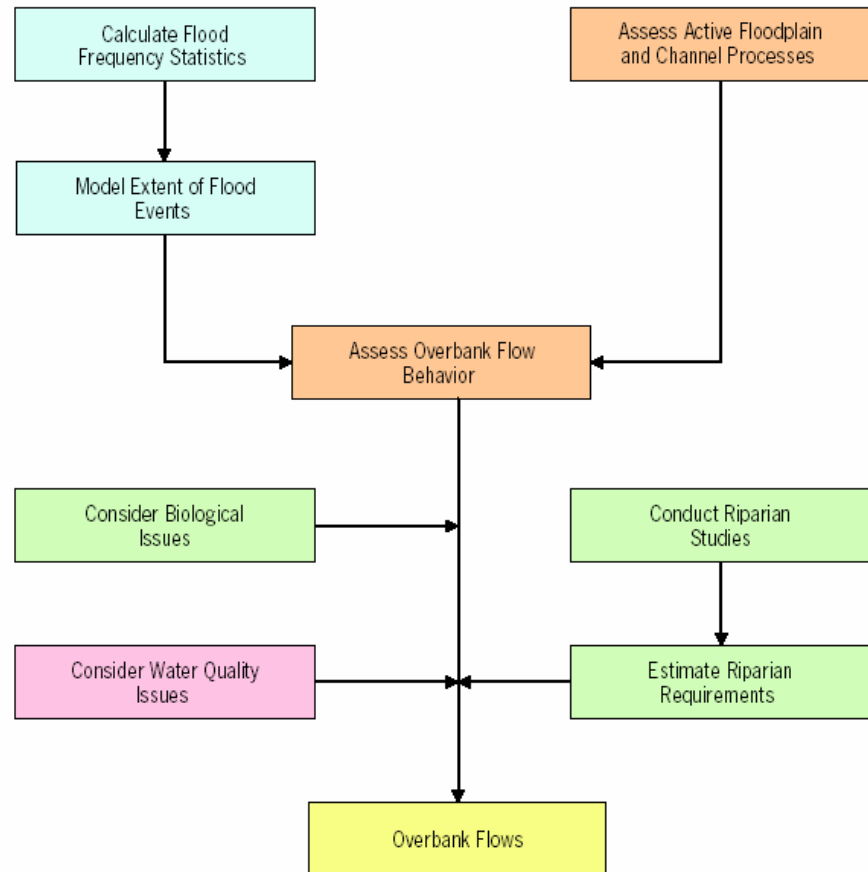 Calculate Flood
Frequency Statistics
Assess Active Floodplain
and Channel Processes
Model Extent of Flood
Events
Assess Overbank Flow
Behavior
Consider Biological
Issues
Conduct Riparian
Studies
Consider Water Quality
Issues
Estimate Riparian
Requirements
Overbank Flows